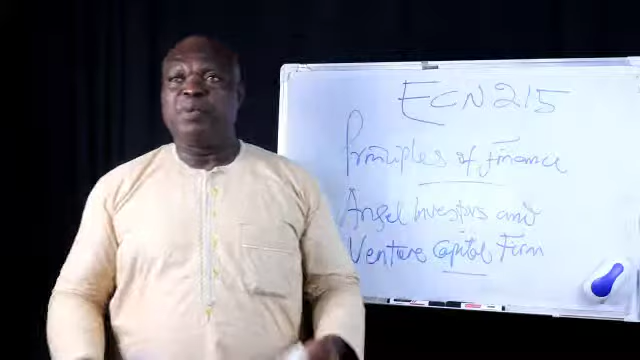 ECN 215
Principles of Finance
Angel Investors and
Venture Capital Firm